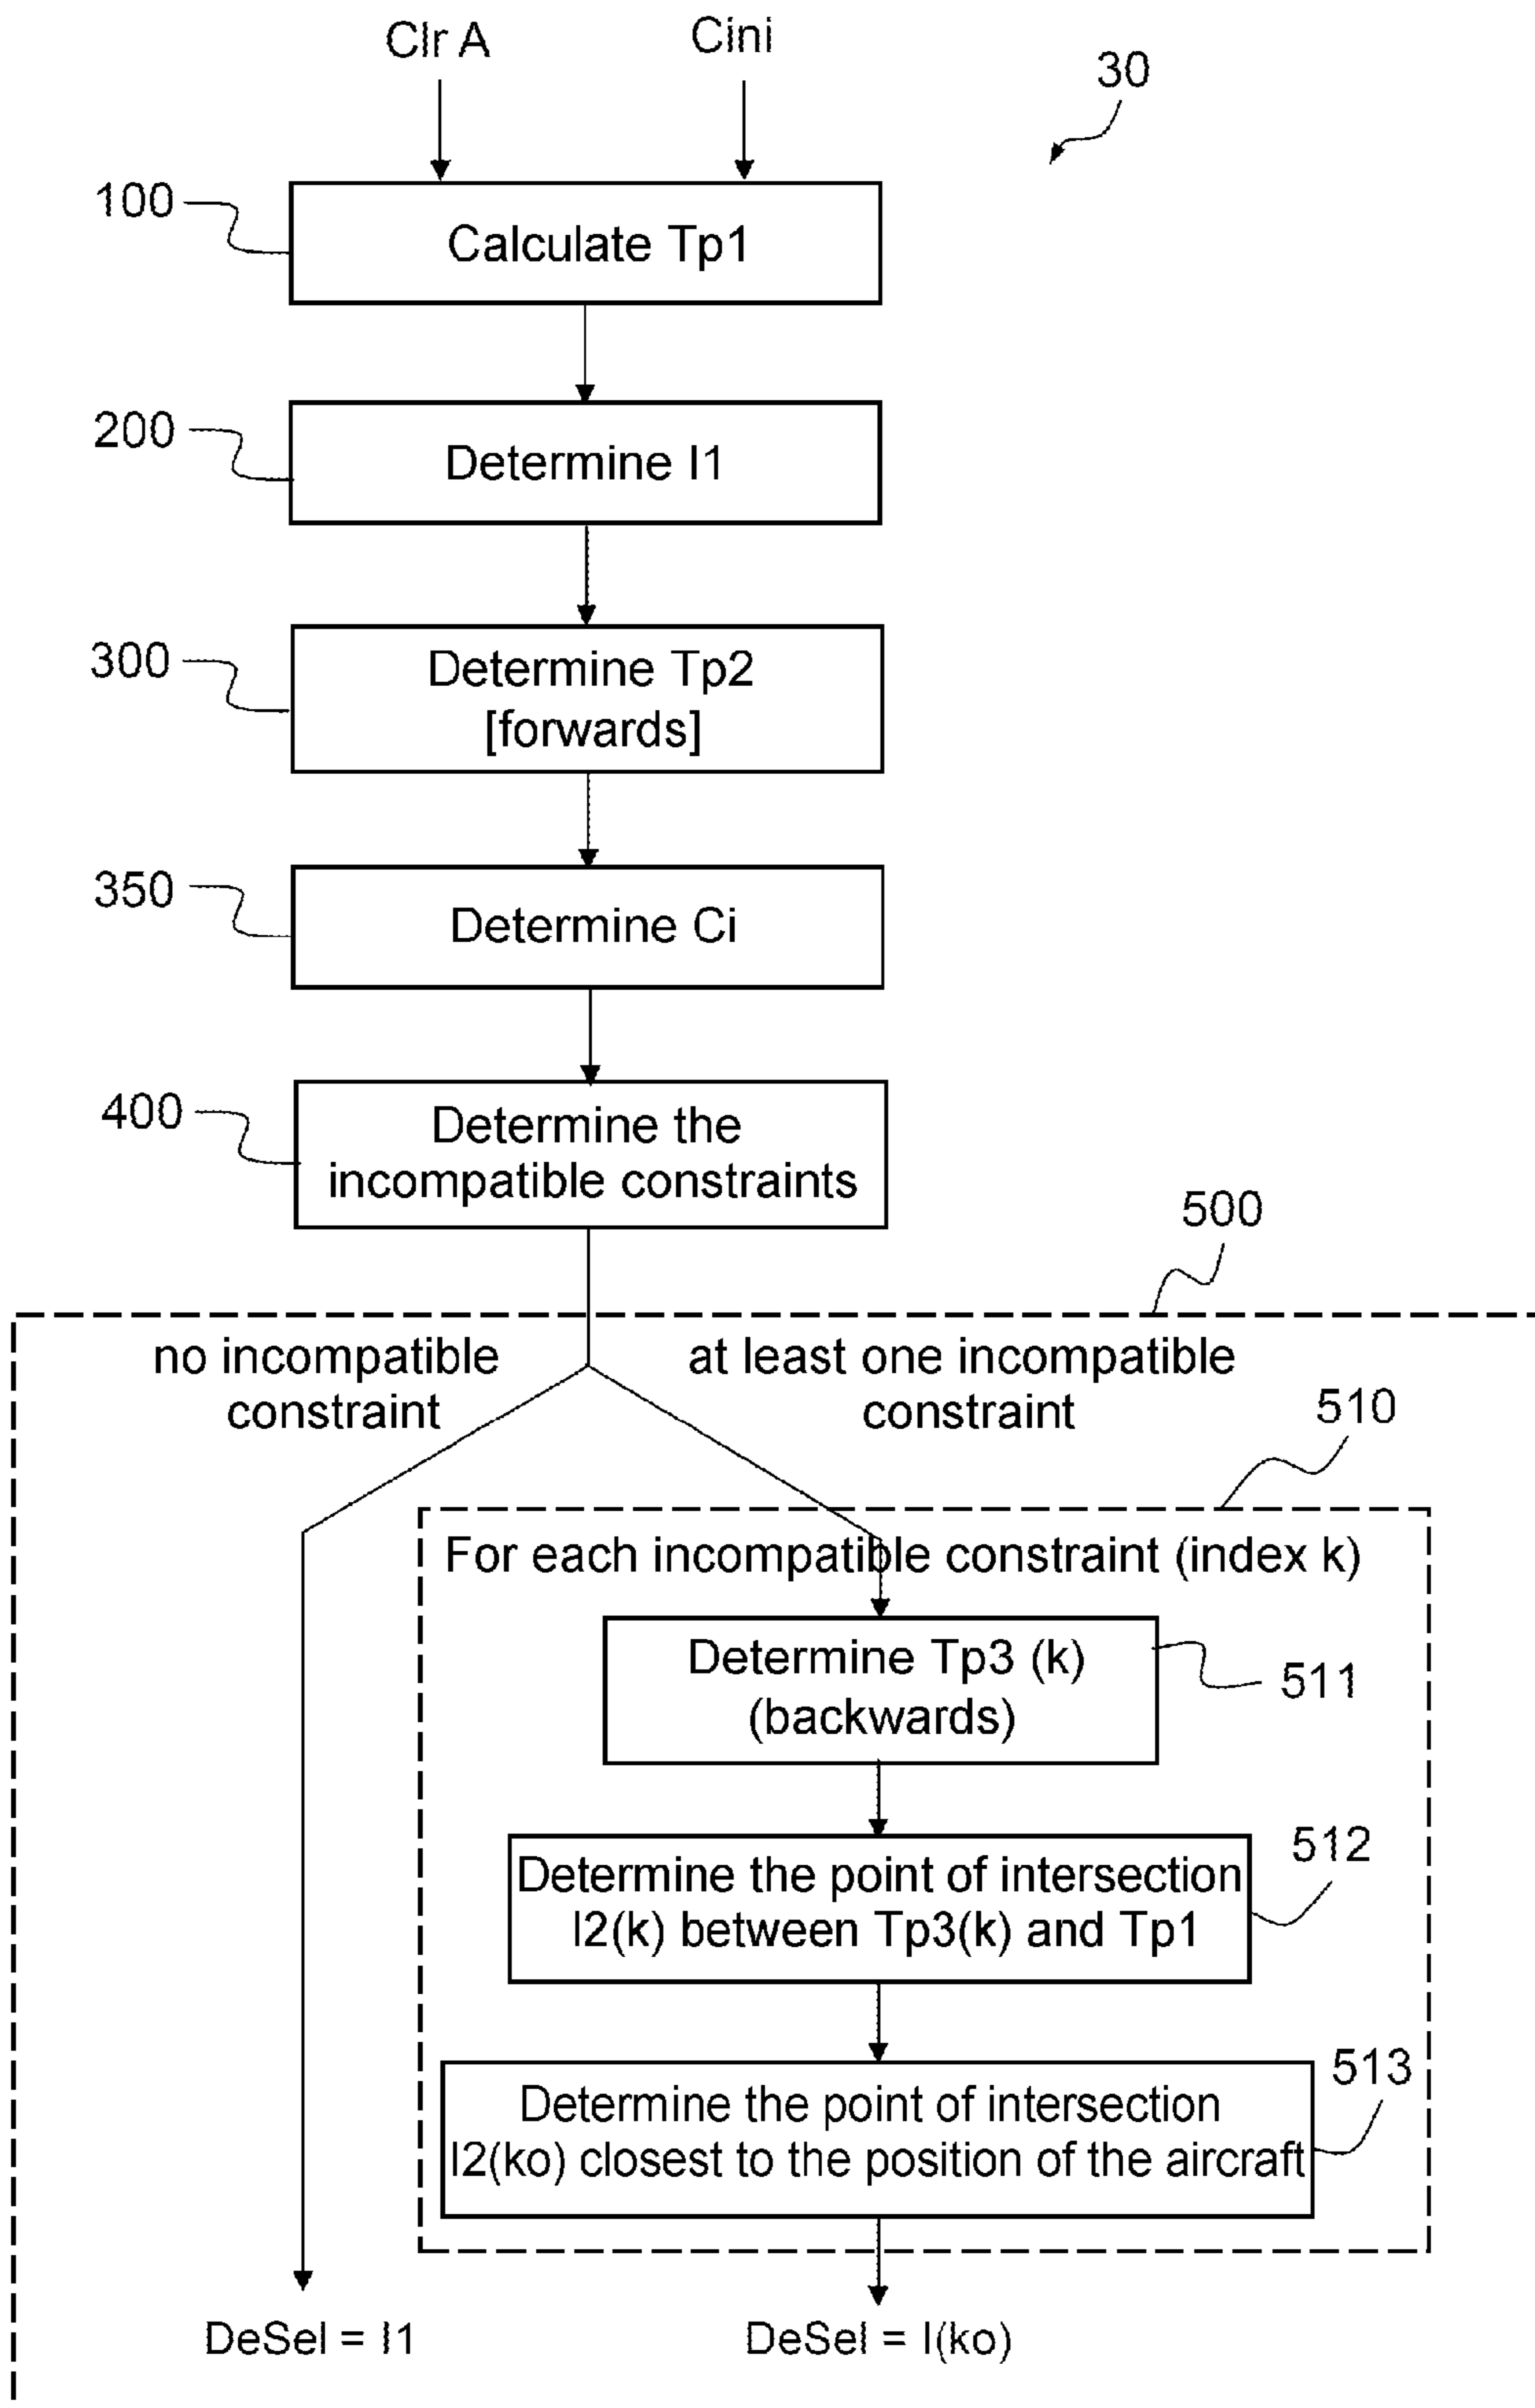 Clr A
Cini
30
100
Calculate Tp1
200
Determine I1
300
Determine Tp2
[forwards]
350
Determine Ci
400
Determine the
incompatible constraints
500
no incompatible
constraint
at least one incompatible
constraint
510
For each incompatible constraint (index k)
Determine Tp3 (k)
(backwards)
511
Determine the point of intersection
I2(k) between Tp3(k) and Tp1
512
Determine the point of intersection
I2(ko) closest to the position of the aircraft
513
DeSel = I1
DeSel = I(ko)